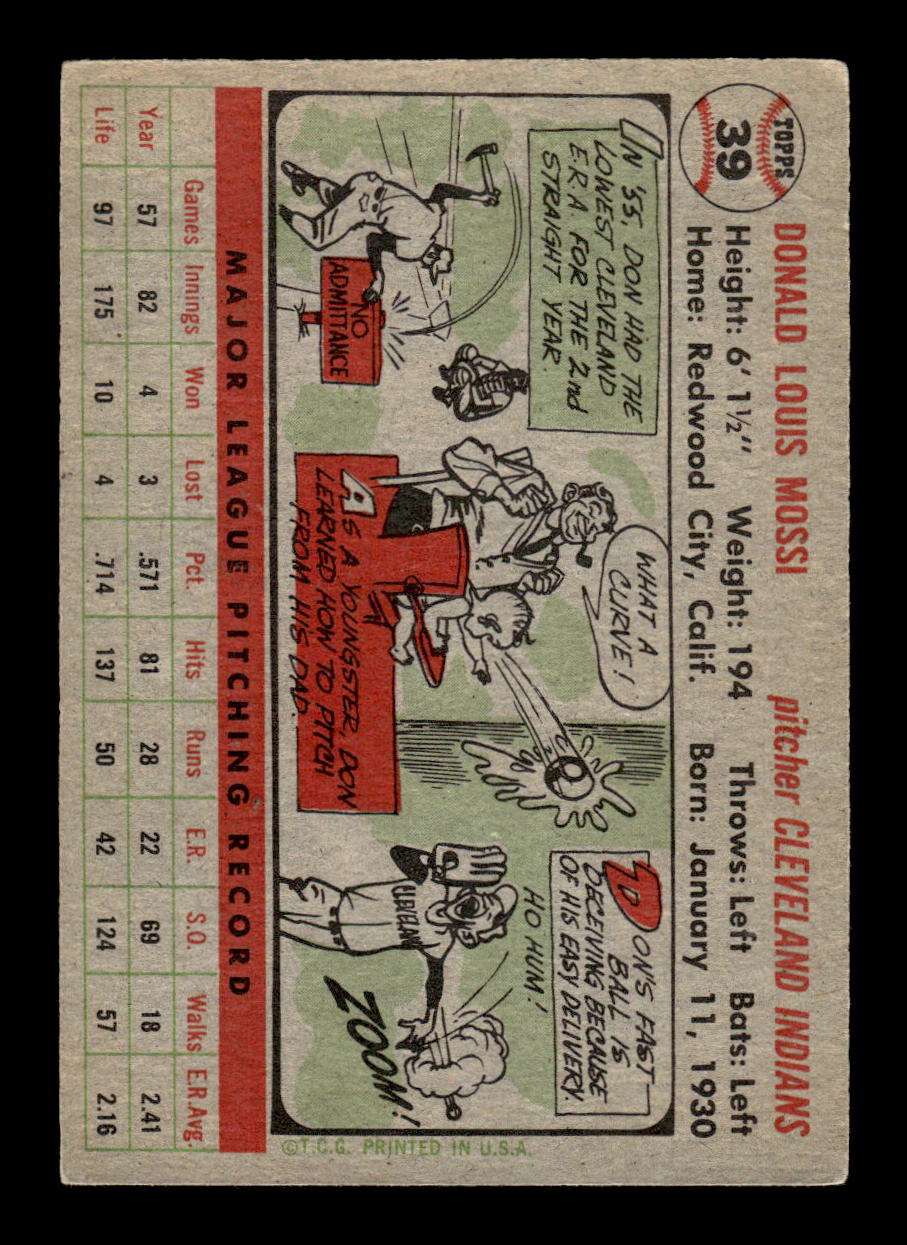 TOPPS
39
DONALD LOUIS MOSSI pitcher CLEVELAND INDIANS
Height: 6' 1½" Weight: 194 Throws: Left Bats: Left
Home: Redwood City, Calif. Born: January 11, 1930
IN '55, DON HAD THE
LOWEST CLEVELAND
E.R.A. FOR THE 2nd
STRAIGHT YEAR.
NO
ADMITTANCE
WHAT A
CURVE!
AS A YOUNGSTER, DON
LEARNED HOW TO PITCH
FROM HIS DAD.
DON'S FAST
BALL IS
DECEIVING BECAUSE
OF HIS EASY DELIVERY.
HO HUM!
CLEVELAN
ZOOM!
©T.C.G. PRINTED IN U.S.A.
MAJOR LEAGUE PITCHING RECORD
Games Innings Won Lost Pct. Hits Runs E.R. S.O. Walks E.R.Avg.
Year 57 82 4 3 .571 81 28 22 69 18 2.41
Life 97 175 10 4 .714 137 50 42 124 57 2.16